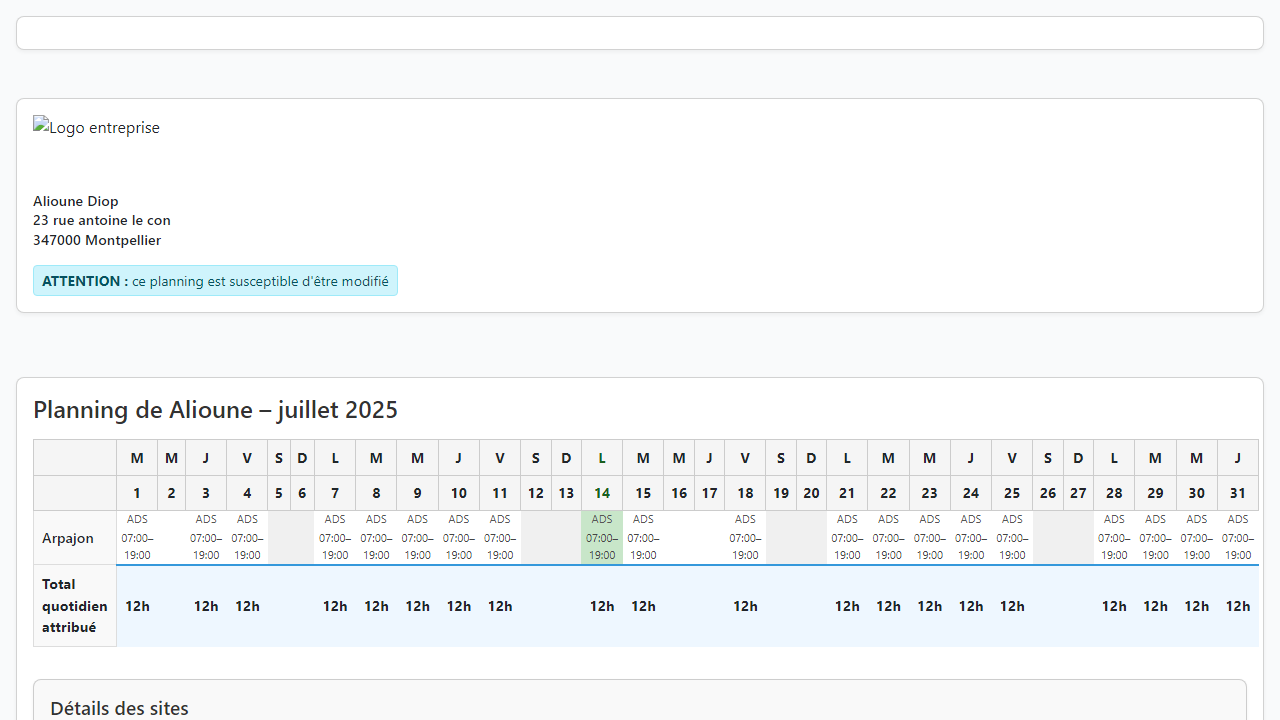 Logo entreprise
Alioune Diop
23 rue antoine le con
347000 Montpellier
ATTENTION : ce planning est susceptible d'être modifié
Planning de Alioune – juillet 2025
M M J V S D L M M J V S D L M M J V S D L M M J V S D L M M J
1 2 3 4 5 6 7 8 9 10 11 12 13 14 15 16 17 18 19 20 21 22 23 24 25 26 27 28 29 30 31
ADS ADS ADS ADS ADS ADS ADS ADS ADS ADS ADS ADS ADS ADS ADS ADS ADS ADS ADS ADS
Arpajon 07:00– 07:00– 07:00– 07:00– 07:00– 07:00– 07:00– 07:00– 07:00– 07:00– 07:00– 07:00– 07:00– 07:00– 07:00– 07:00– 07:00– 07:00– 07:00– 07:00–
19:00 19:00 19:00 19:00 19:00 19:00 19:00 19:00 19:00 19:00 19:00 19:00 19:00 19:00 19:00 19:00 19:00 19:00 19:00 19:00
Total
quotidien 12h 12h 12h 12h 12h 12h 12h 12h 12h 12h 12h 12h 12h 12h 12h 12h 12h 12h 12h 12h
attribué
Détails des sites